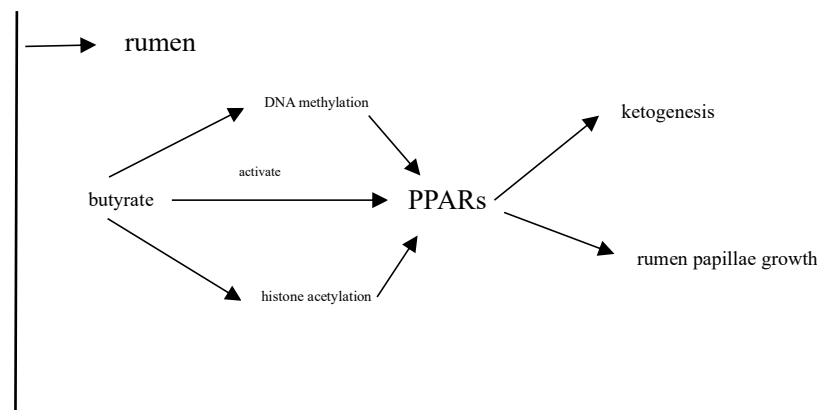 rumen
DNA methylation
ketogenesis
activate
butyrate
PPARs
rumen papillae growth
histone acetylation